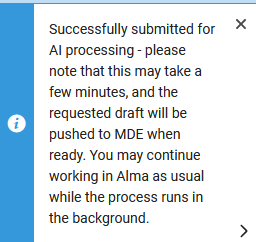 Successfully submitted for
AI processing - please
note that this may take a
few minutes, and the
requested draft will be
pushed to MDE when
ready. You may continue
working in Alma as usual
while the process runs in
the background.